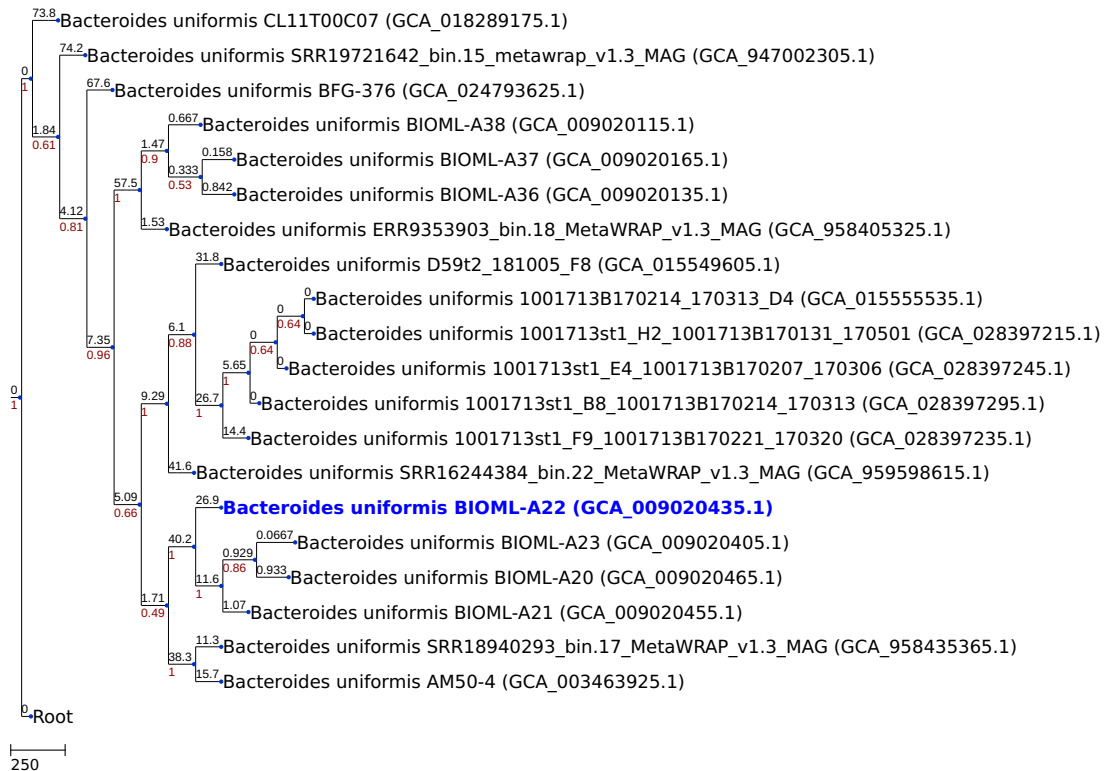 73.8 Bacteroides uniformis CL11T00C07 (GCA_018289175.1)
74.2 Bacteroides uniformis SRR19721642_bin.15_metawrap_v1.3_MAG (GCA_947002305.1)
0
1
67.6 Bacteroides uniformis BFG-376 (GCA_024793625.1)
0.667 Bacteroides uniformis BIOML-A38 (GCA_009020115.1)
1.84
0.61
1.47
0.9
0.158 Bacteroides uniformis BIOML-A37 (GCA_009020165.1)
0.333
0.53
0.842 Bacteroides uniformis BIOML-A36 (GCA_009020135.1)
57.5
1
4.12
0.81
1.53 Bacteroides uniformis ERR9353903_bin.18_MetaWRAP_v1.3_MAG (GCA_958405325.1)
31.8 Bacteroides uniformis D59t2_181005_F8 (GCA_015549605.1)
0 Bacteroides uniformis 1001713B170214_170313_D4 (GCA_015555535.1)
0
0.64
6.1
0.88
0 Bacteroides uniformis 1001713st1_H2_1001713B170131_170501 (GCA_028397215.1)
7.35
0.96
0
0.64
0 Bacteroides uniformis 1001713st1_E4_1001713B170207_170306 (GCA_028397245.1)
5.65
1
0
1
9.29
1
26.7
1
0 Bacteroides uniformis 1001713st1_B8_1001713B170214_170313 (GCA_028397295.1)
14.4 Bacteroides uniformis 1001713st1_F9_1001713B170221_170320 (GCA_028397235.1)
41.6 Bacteroides uniformis SRR16244384_bin.22_MetaWRAP_v1.3_MAG (GCA_959598615.1)
5.09
0.66
26.9 Bacteroides uniformis BIOML-A22 (GCA_009020435.1)
40.2
1
0.0667 Bacteroides uniformis BIOML-A23 (GCA_009020405.1)
0.929
0.86
0.933 Bacteroides uniformis BIOML-A20 (GCA_009020465.1)
11.6
1
1.71
0.49
1.07 Bacteroides uniformis BIOML-A21 (GCA_009020455.1)
11.3 Bacteroides uniformis SRR18940293_bin.17_MetaWRAP_v1.3_MAG (GCA_958435365.1)
38.3
1
15.7 Bacteroides uniformis AM50-4 (GCA_003463925.1)
0 Root
250